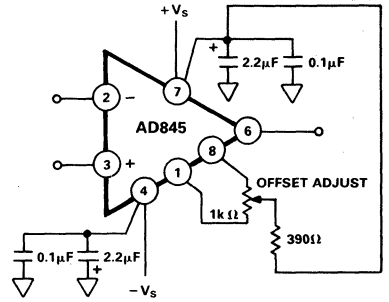 +VS
+
2.2µF
0.1µF
7
2
−
AD845
6
3
+
8
1
4
OFFSET ADJUST
1kΩ
390Ω
0.1µF
2.2µF
+
−VS